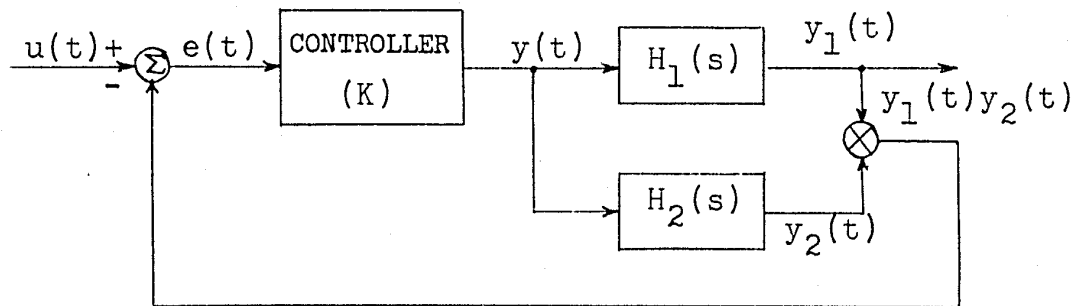 u(t)
+
-
Σ
e(t)
CONTROLLER
(K)
y(t)
H₁(s)
y₁(t)
y₁(t)y₂(t)
H₂(s)
y₂(t)